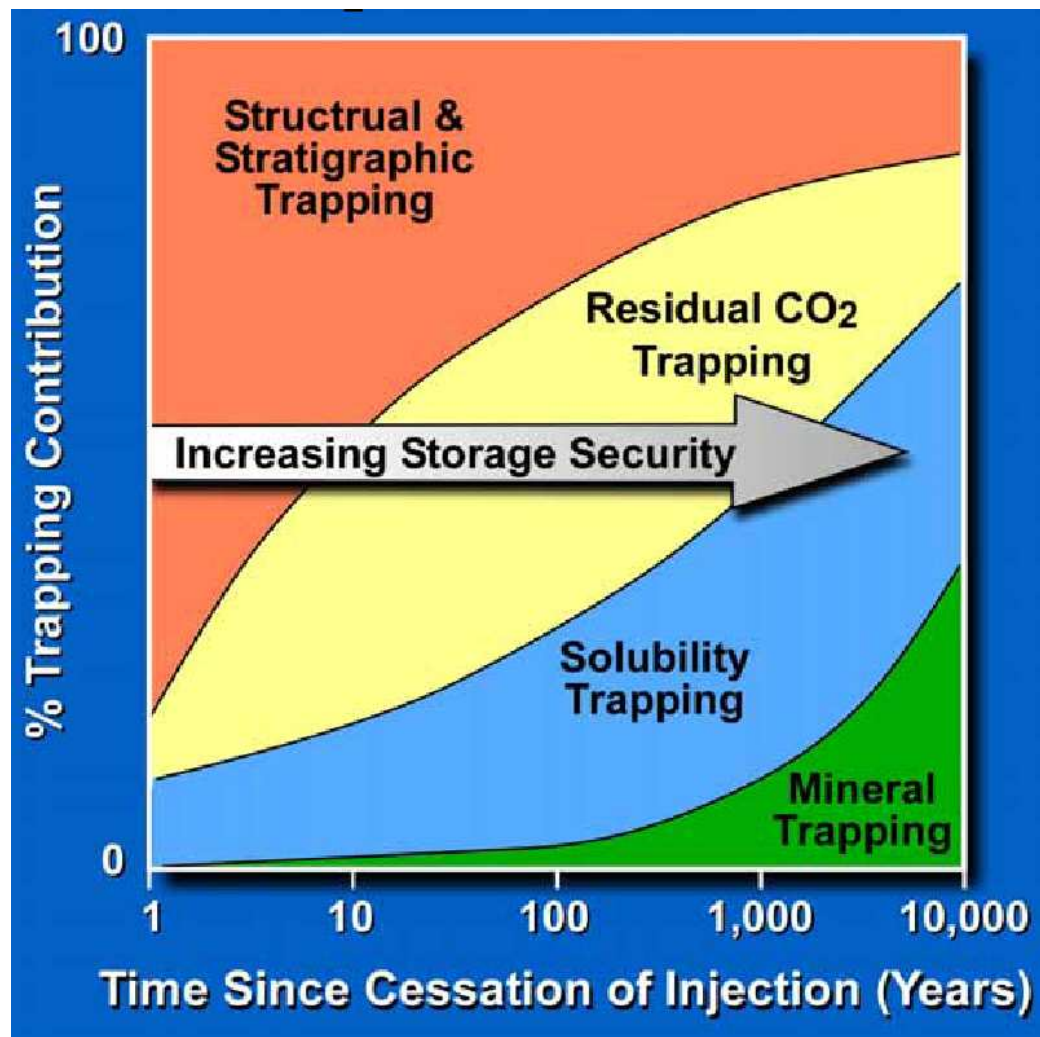 100
Structrual &
Stratigraphic
Trapping
Residual CO2
Trapping
Increasing Storage Security
Solubility
Trapping
Mineral
Trapping
0
% Trapping Contribution
1 10 100 1,000 10,000
Time Since Cessation of Injection (Years)